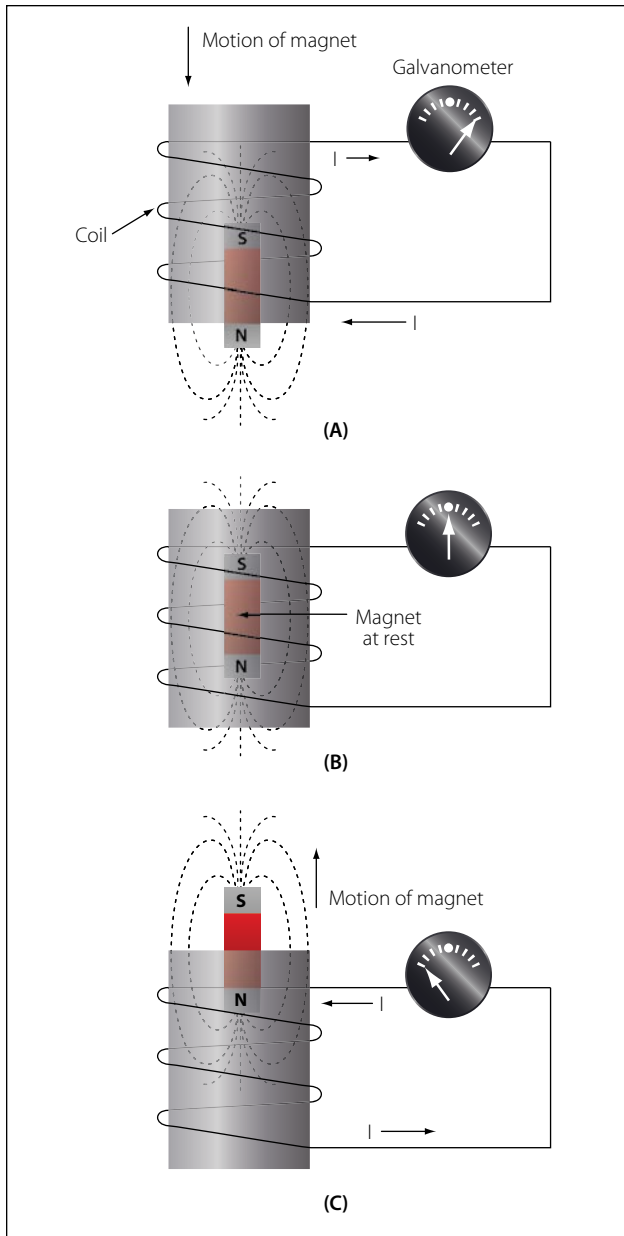 Motion of magnet
Galvanometer
I
Coil
S
N
I
(A)
S
Magnet
at rest
N
(B)
S
Motion of magnet
N
I
I
(C)